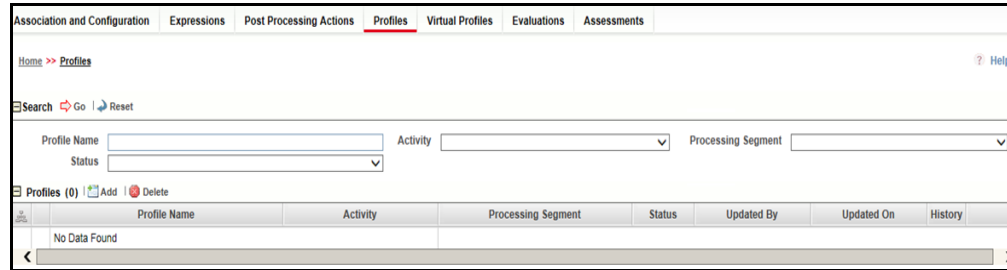 Association and Configuration Expressions Post Processing Actions Profiles Virtual Profiles Evaluations Assessments
Home >> Profiles ? Help
Search Go Reset
Profile Name Activity Processing Segment
Status
Profiles (0) Add Delete
Profile Name Activity Processing Segment Status Updated By Updated On History
No Data Found